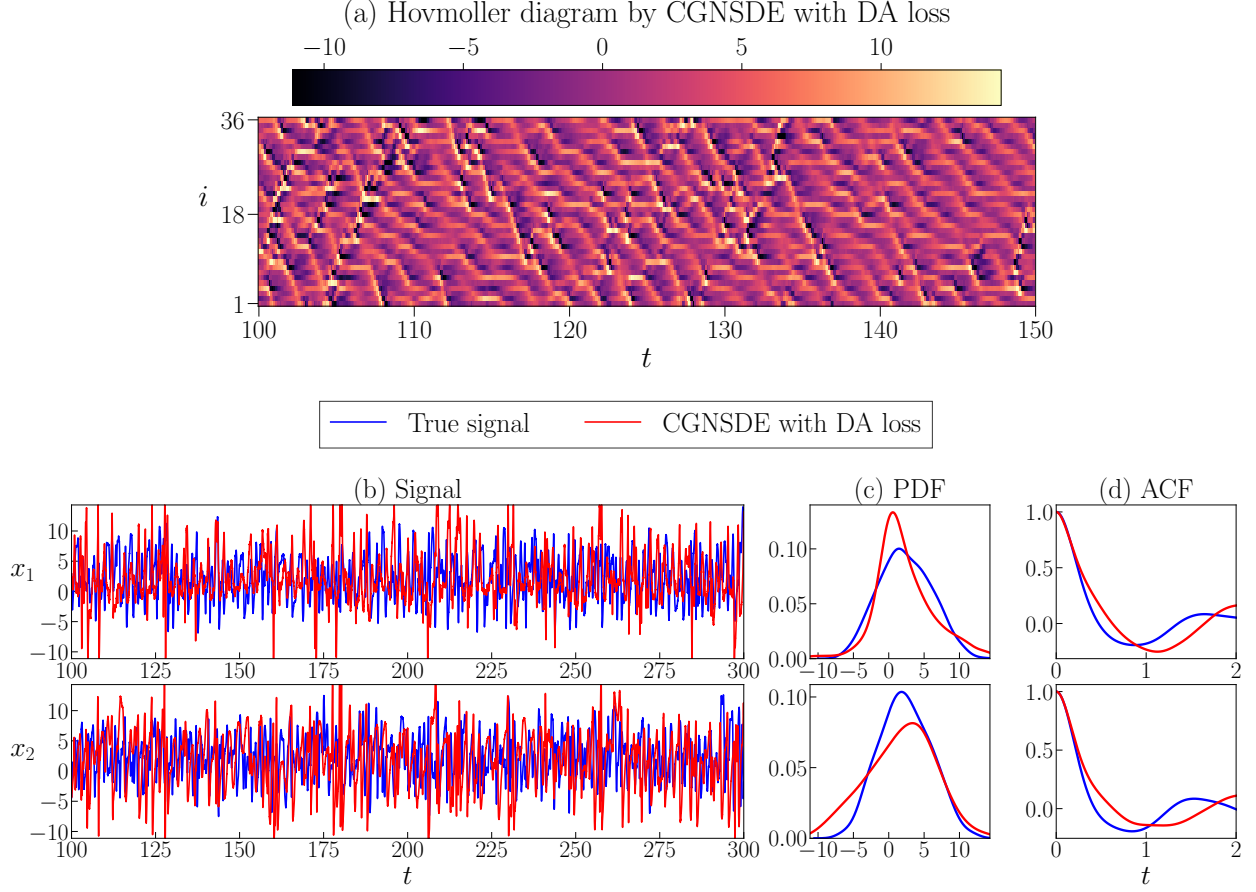 (a) Hovmoller diagram by CGNSDE with DA loss
−10 −5 0 5 10
36
i
18
1
100 110 120 130 140 150
t
True signal CGNSDE with DA loss
(b) Signal (c) PDF (d) ACF
10
5
x1
0
−5
−10
100 125 150 175 200 225 250 275 300
0.10
0.05
0.00
−10 −5 0 5 10
1.0
0.5
0.0
0 1 2
10
5
x2
0
−5
−10
100 125 150 175 200 225 250 275 300
t
0.10
0.05
0.00
−10 −5 0 5 10
1.0
0.5
0.0
0 1 2
t